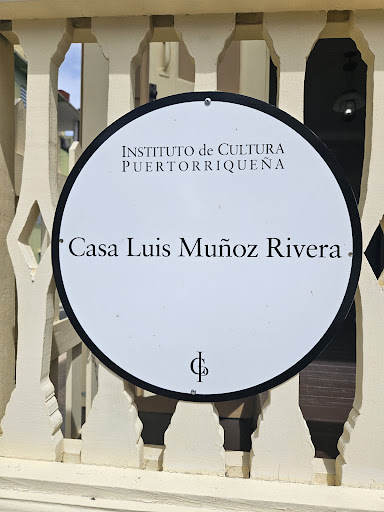 INSTITUTO de CULTURA
PUERTORRIQUEÑA
Casa Luis Muñoz Rivera